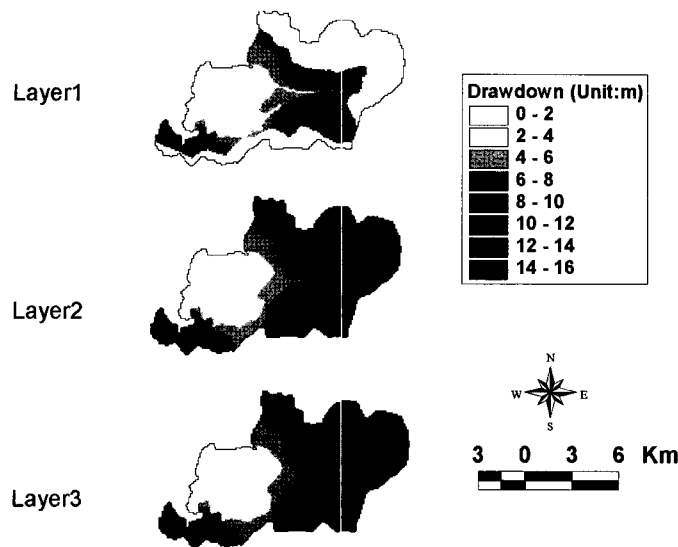 Layer1
Layer2
Layer3
Drawdown (Unit:m)
0 - 2
2 - 4
4 - 6
6 - 8
8 - 10
10 - 12
12 - 14
14 - 16
N
W E
S
3 0 3 6 Km